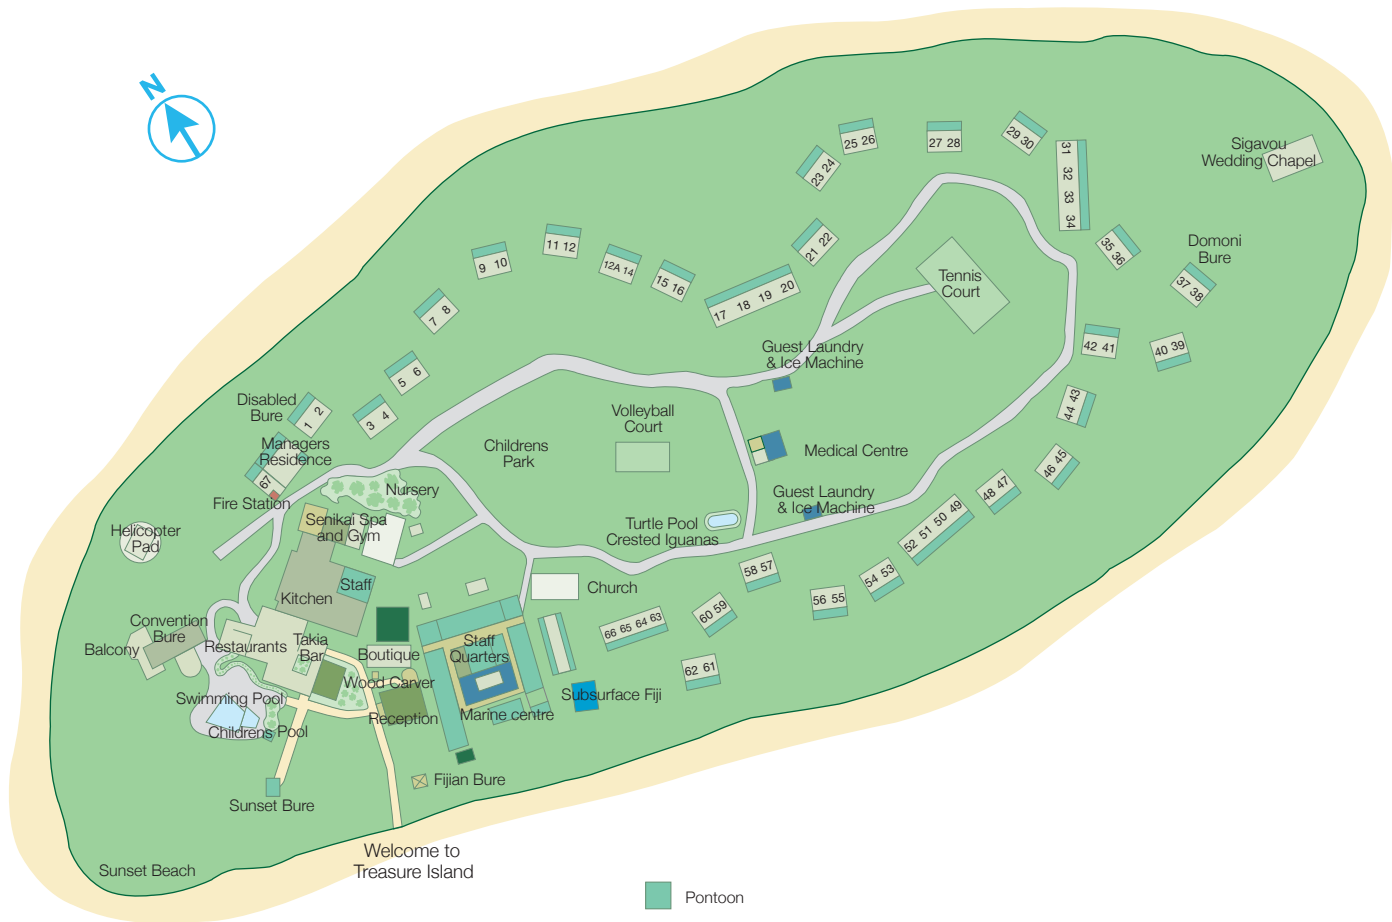 N
25 26
27 28
29 30
31
32
33
34
23 24
Sigavou
Wedding Chapel
21 22
35 36
Domoni
Bure
37 38
11 12
9 10
12A 14
15 16
17 18 19 20
Tennis
Court
7 8
42 41
40 39
Guest Laundry
& Ice Machine
5 6
Disabled
Bure
1 2
3 4
Volleyball
Court
44 43
Managers
Residence
67
Childrens
Park
Medical Centre
46 45
Nursery
Fire Station
48 47
Guest Laundry
& Ice Machine
Senikai Spa
and Gym
Turtle Pool
Crested Iguanas
52 51 50 49
Helicopter
Pad
Staff
Kitchen
Church
58 57
54 53
56 55
Convention
Bure
Balcony
Restaurants
Takia
Bar
Boutique
Staff
Quarters
66 65 64 63
60 59
62 61
Wood Carver
Swimming Pool
Reception
Marine centre
Subsurface Fiji
Childrens Pool
Fijian Bure
Sunset Bure
Welcome to
Treasure Island
Sunset Beach
Pontoon